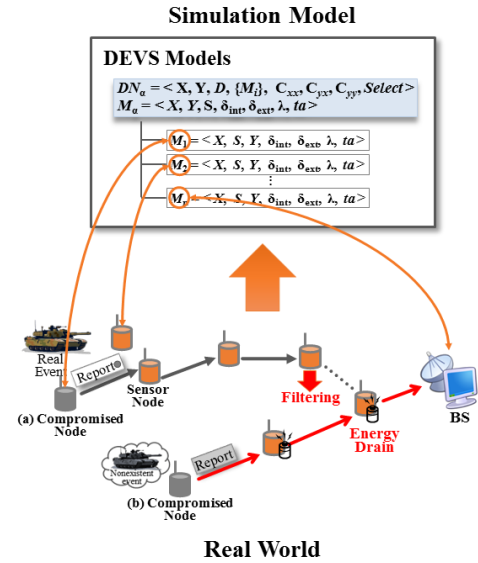 Simulation Model
DEVS Models
DNα = < X, Y, D, {Mi}, Cxx, Cyx, Cyy, Select>
Mα = < X, Y, S, δint, δext, λ, ta>
M1 = < X, S, Y, δint, δext, λ, ta>
M2 = < X, S, Y, δint, δext, λ, ta>
⋮
Mn = < X, S, Y, δint, δext, λ, ta>
Real
Event
Report
Sensor
Node
(a) Compromised
Node
Filtering
BS
Energy
Drain
Nonexistent
event
Report
(b) Compromised
Node
Real World